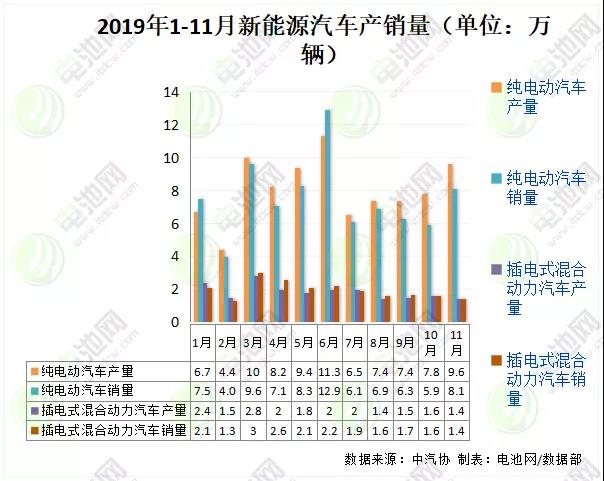 2019年1-11月新能源汽车产销量（单位：万
辆）
14
12
10
8
6
4
2
0
纯电动汽车
产量
纯电动汽车
销量
插电式混合
动力汽车产
量
插电式混合
动力汽车销
量
1月 2月 3月 4月 5月 6月 7月 8月 9月 10月 11月
纯电动汽车产量 6.7 4.4 10 8.2 9.4 11.3 6.5 7.4 7.4 7.8 9.6
纯电动汽车销量 7.5 4.0 9.6 7.1 8.3 12.9 6.1 6.9 6.3 5.9 8.1
插电式混合动力汽车产量 2.4 1.5 2.8 2 1.8 2 2 1.4 1.5 1.6 1.4
插电式混合动力汽车销量 2.1 1.3 3 2.6 2.1 2.2 1.9 1.6 1.7 1.6 1.4
数据来源：中汽协 制表：电池网/数据部
电池网
www.itdcw.com